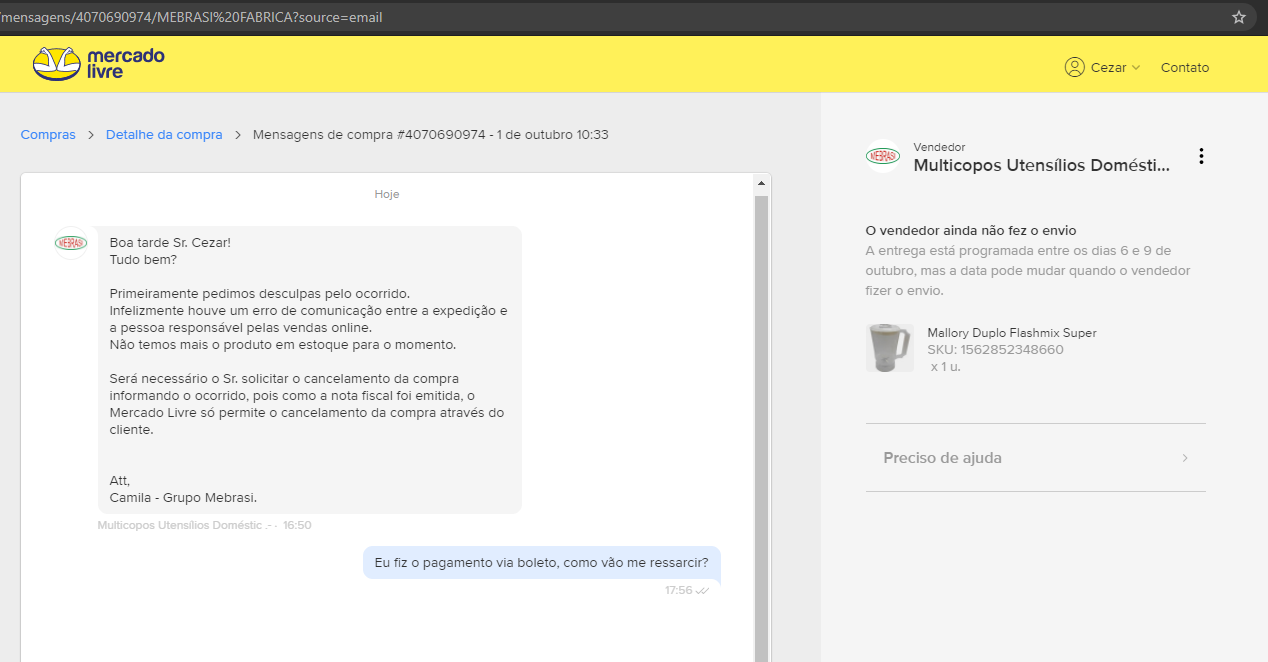 /mensagens/4070690974/MEBRASI%20FABRICA?source=email
mercado
livre
Cezar
Contato
Compras > Detalhe da compra > Mensagens de compra #4070690974 - 1 de outubro 10:33
Hoje
MEBRASI
Boa tarde Sr. Cezar!
Tudo bem?
Primeiramente pedimos desculpas pelo ocorrido.
Infelizmente houve um erro de comunicação entre a expedição e
a pessoa responsável pelas vendas online.
Não temos mais o produto em estoque para o momento.
Será necessário o Sr. solicitar o cancelamento da compra
informando o ocorrido, pois como a nota fiscal foi emitida, o
Mercado Livre só permite o cancelamento da compra através do
cliente.
Att,
Camila - Grupo Mebrasi.
Multicopos Utensílios Doméstic .- · 16:50
Eu fiz o pagamento via boleto, como vão me ressarcir?
17:56
MEBRASI
Vendedor
Multicopos Utensílios Domésti...
O vendedor ainda não fez o envio
A entrega está programada entre os dias 6 e 9 de
outubro, mas a data pode mudar quando o vendedor
fizer o envio.
Mallory Duplo Flashmix Super
SKU: 1562852348660
x 1 u.
Preciso de ajuda